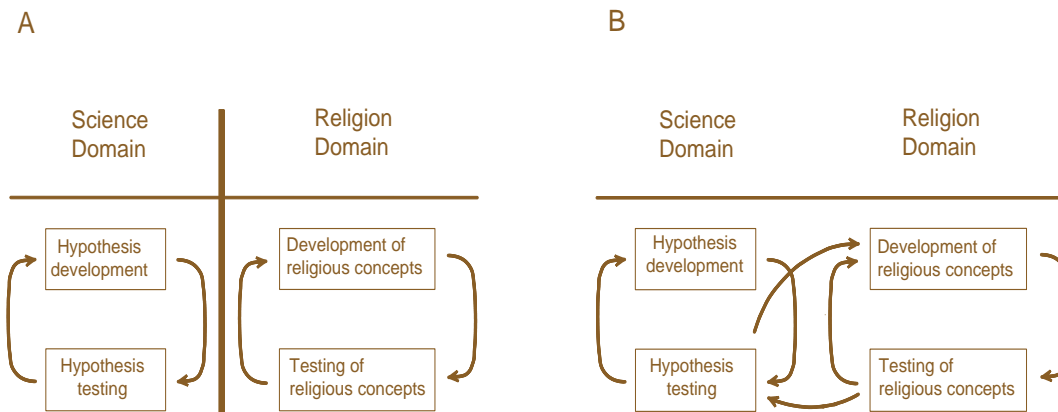 A
Science
Domain
Religion
Domain
Hypothesis
development
Development of
religious concepts
Hypothesis
testing
Testing of
religious concepts
B
Science
Domain
Religion
Domain
Hypothesis
development
Development of
religious concepts
Hypothesis
testing
Testing of
religious concepts